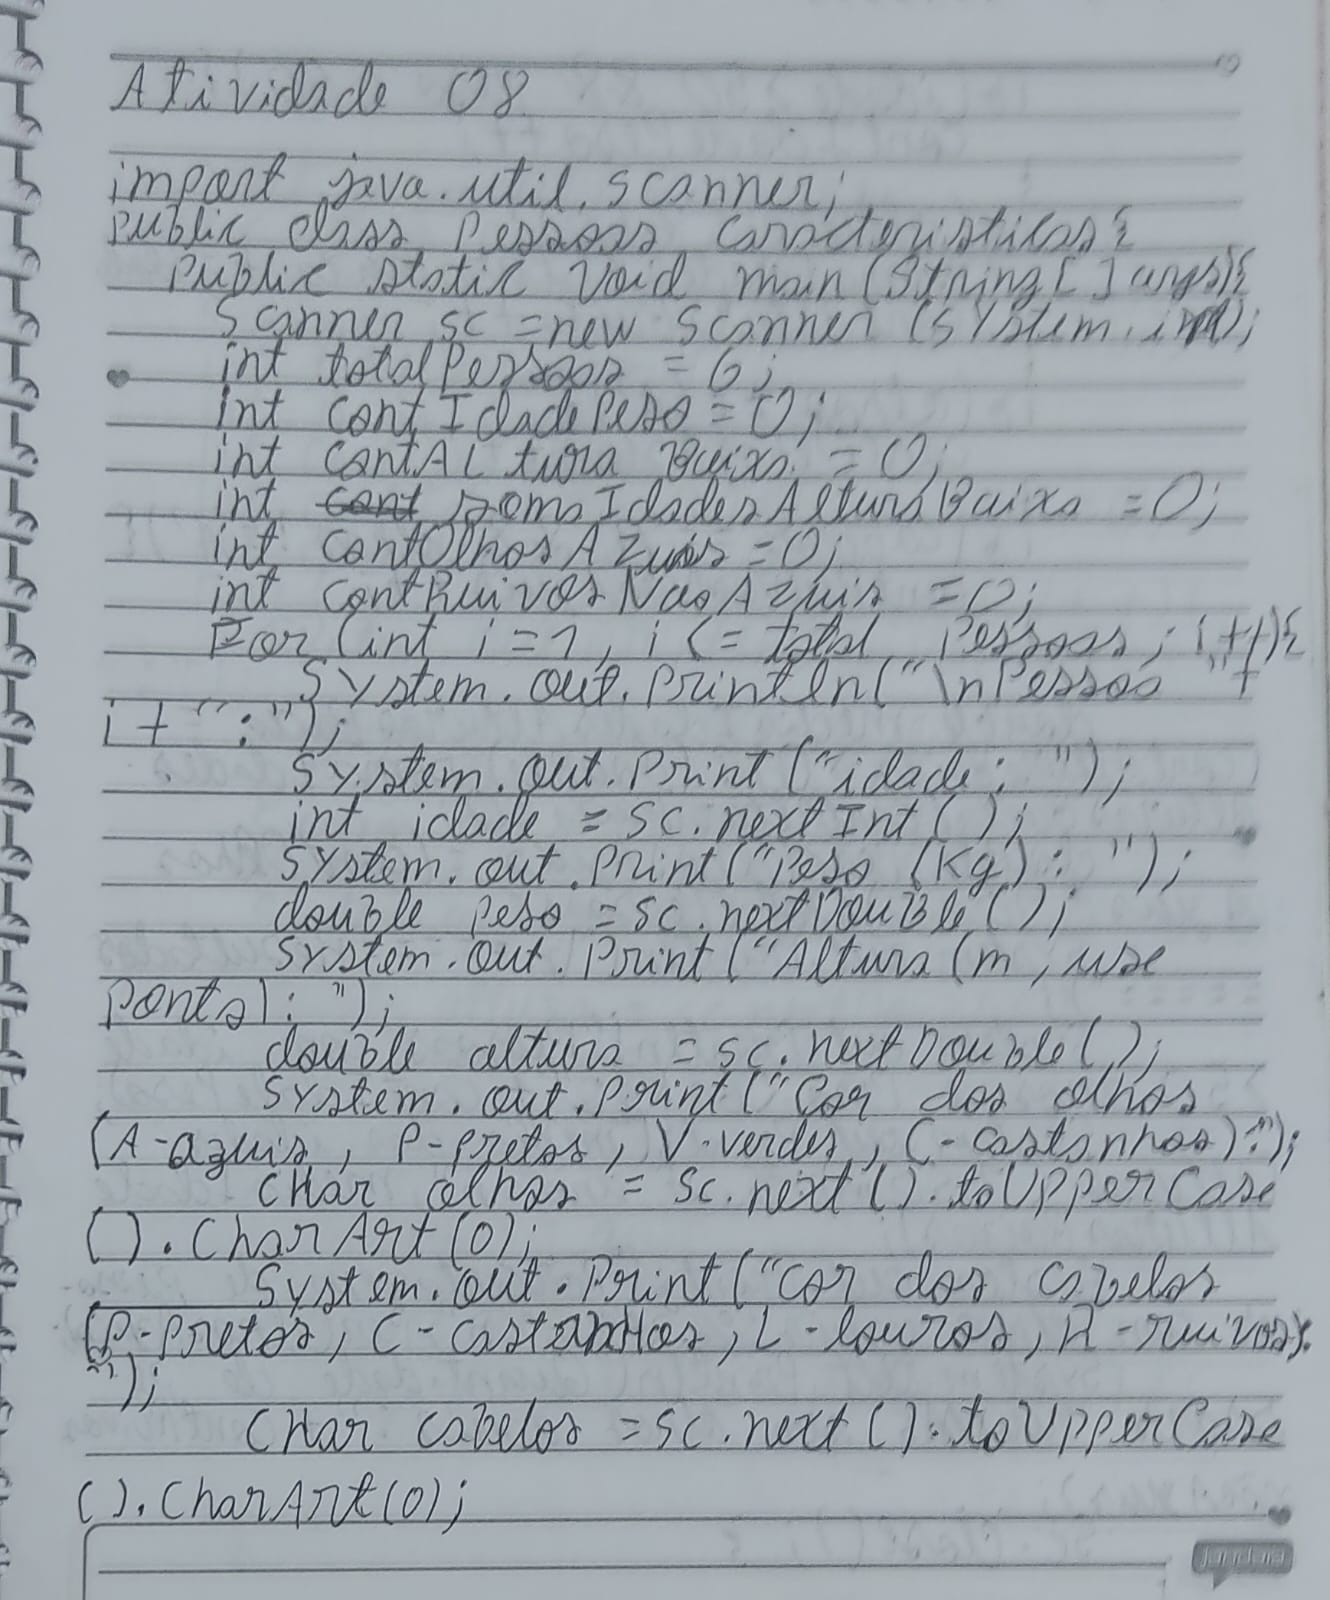 Atividade 08
import java.util.scanner;
public class Pessoas caracteristicas{
public static void main (String[] args){
Scanner sc = new Scanner (system.in);
int totalPessoas = 6;
int contIdadePeso = 0;
int contAltura Baixa = 0;
int somaIdadesAlturaBaixa = 0;
int contOlhosAzuis = 0;
int contRuivosNaoAzuis = 0;
For (int i = 1, i <= total Pessoas; i++){
System.out.Println("\nPessoa "+
i + ":");
System.out.Print ("idade: ");
int idade = sc.nextInt();
System.out.Print("Peso (Kg): ");
double peso = sc.nextDouble();
System.out.Print ("Altura (m, use
ponto): ");
double altura = sc.nextDouble();
System.out.Print ("Cor dos olhos
(A-azuis, P-pretos, V-verdes, C-castanhos):");
CHar olhos = sc.next().toUpperCase
().CharArt(0);
System.out.Print ("cor dos cabelos
(P-pretos, C-castanhos, L-louros, R-ruivos):
");
CHar cabelos = sc.next().toUpperCase
().CharArt(0);